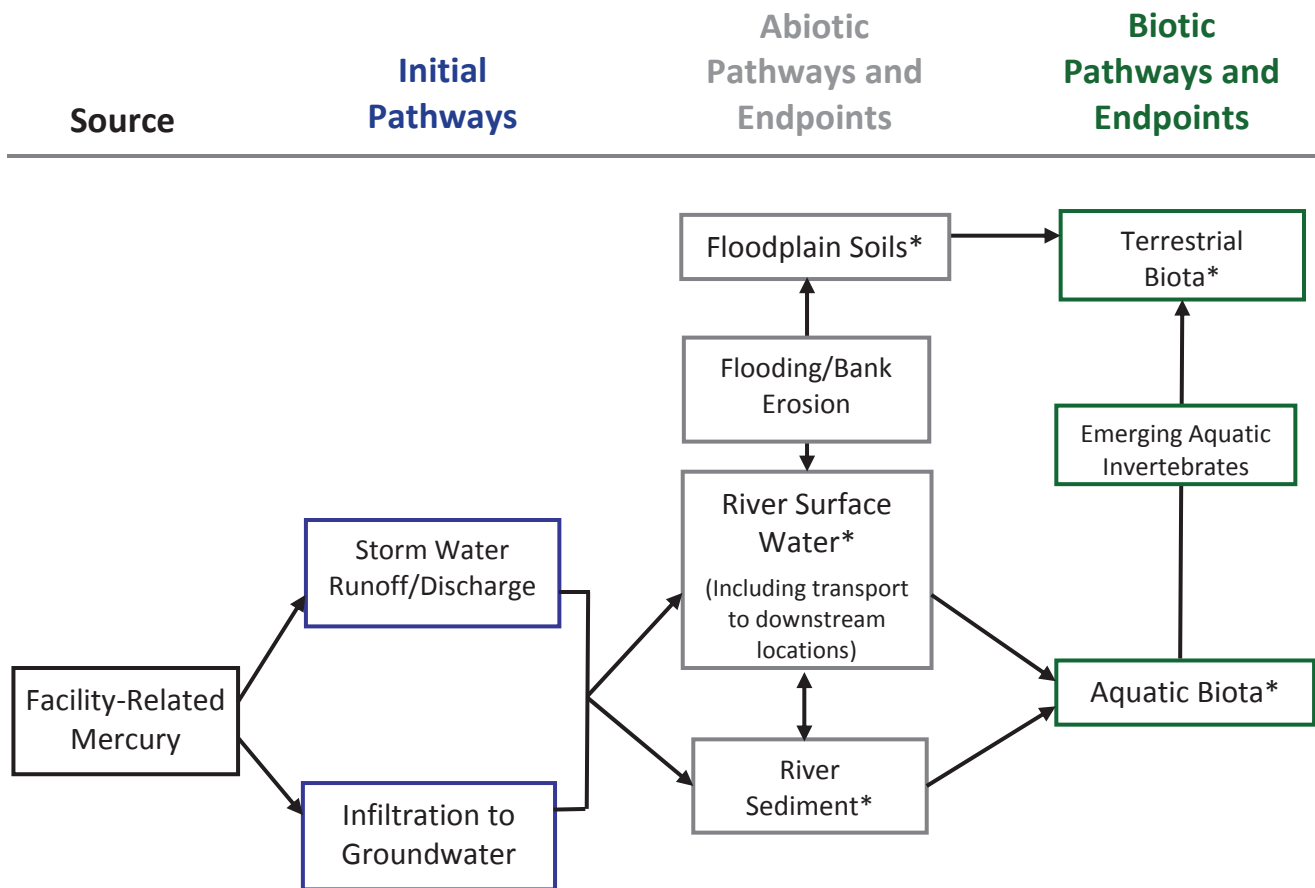 Source
Initial
Pathways
Abiotic
Pathways and
Endpoints
Biotic
Pathways and
Endpoints
Floodplain Soils*
Terrestrial
Biota*
Flooding/Bank
Erosion
Emerging Aquatic
Invertebrates
River Surface
Water*
(Including transport
to downstream
locations)
Storm Water
Runoff/Discharge
Facility-Related
Mercury
Aquatic Biota*
River
Sediment*
Infiltration to
Groundwater